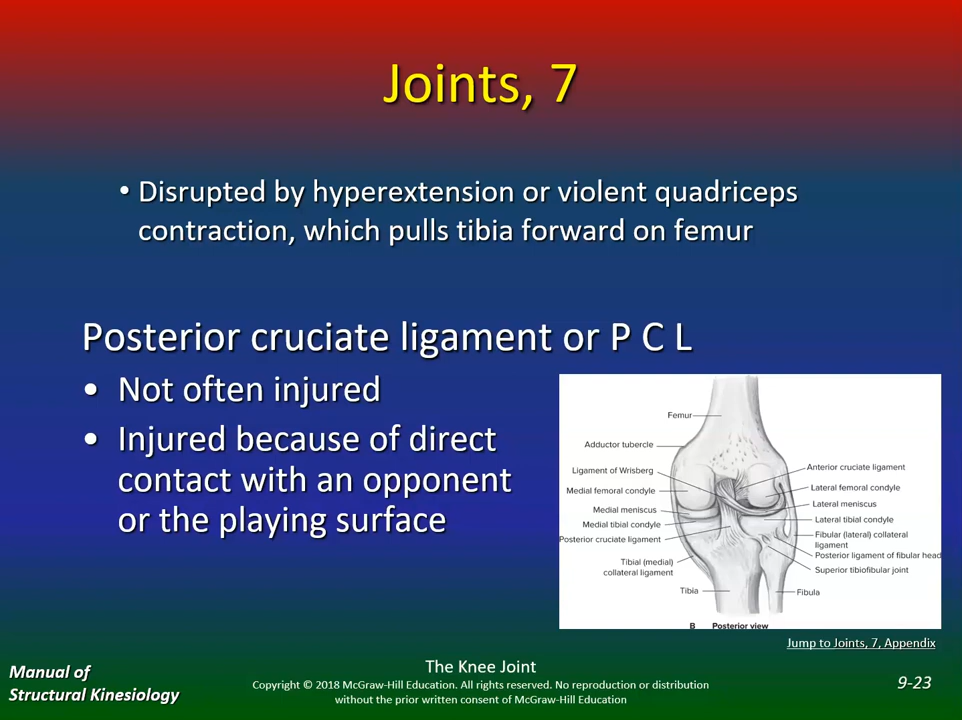 Joints, 7
• Disrupted by hyperextension or violent quadriceps
contraction, which pulls tibia forward on femur
Posterior cruciate ligament or P C L
• Not often injured
• Injured because of direct
contact with an opponent
or the playing surface
Femur
Adductor tubercle
Ligament of Wrisberg
Medial femoral condyle
Medial meniscus
Medial tibial condyle
Posterior cruciate ligament
Tibial (medial)
collateral ligament
Tibia
Anterior cruciate ligament
Lateral femoral condyle
Lateral meniscus
Lateral tibial condyle
Fibular (lateral) collateral
ligament
Posterior ligament of fibular head
Superior tibiofibular joint
Fibula
B Posterior view
Jump to Joints, 7, Appendix
Manual of
Structural Kinesiology
The Knee Joint
Copyright © 2018 McGraw-Hill Education. All rights reserved. No reproduction or distribution
without the prior written consent of McGraw-Hill Education
9-23